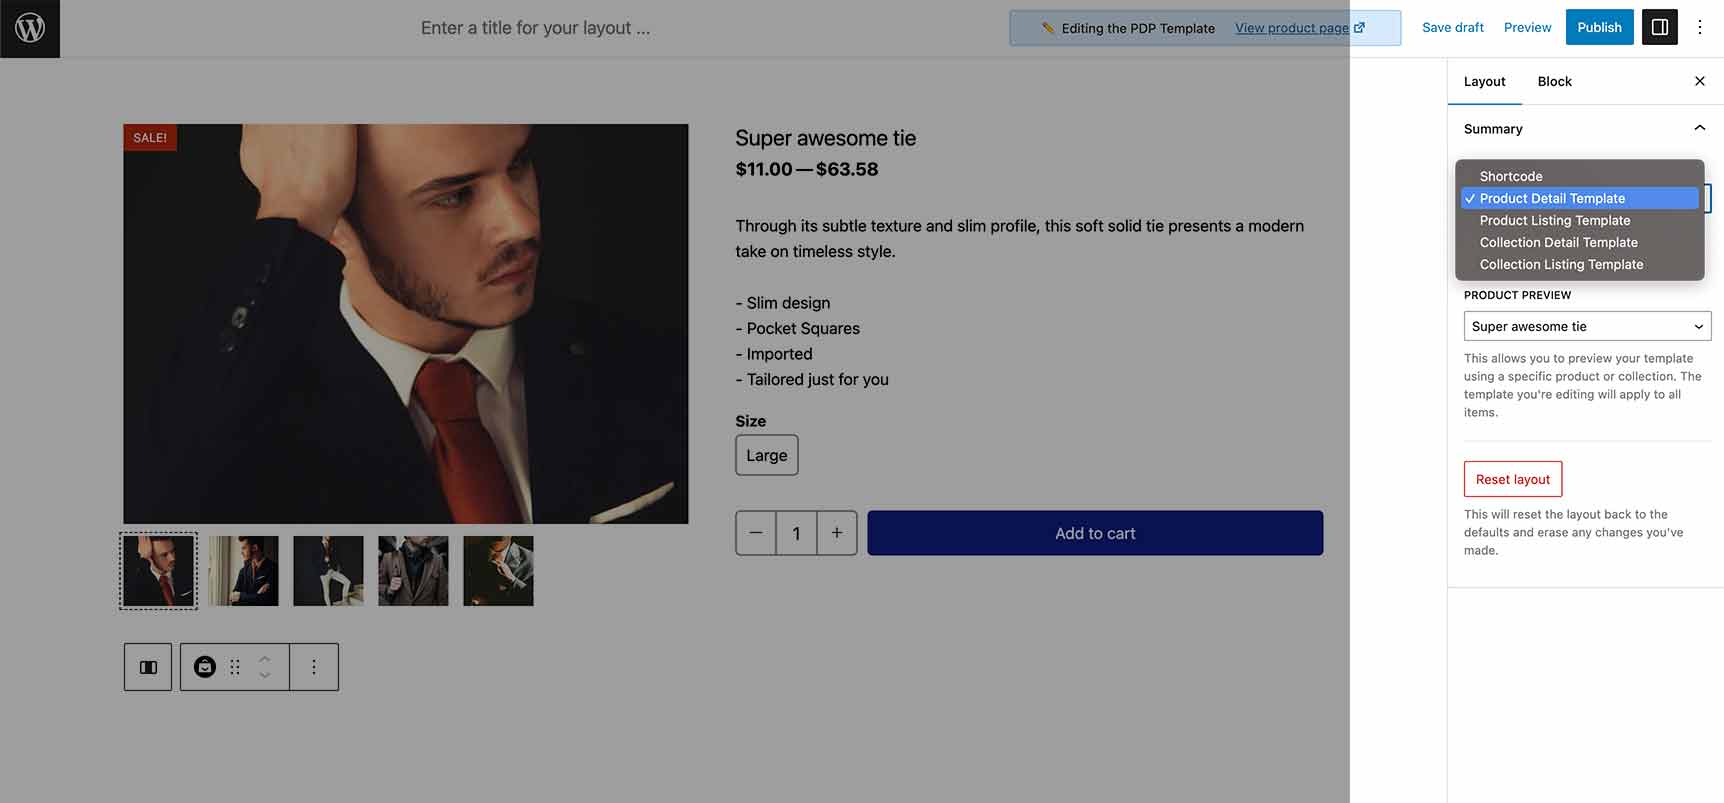 Enter a title for your layout ...
✏️ Editing the PDP Template View product page
Save draft Preview Publish
Layout Block
Summary
Shortcode
✓ Product Detail Template
Product Listing Template
Collection Detail Template
Collection Listing Template
PRODUCT PREVIEW
Super awesome tie
This allows you to preview your template
using a specific product or collection. The
template you're editing will apply to all
items.
Reset layout
This will reset the layout back to the
defaults and erase any changes you've
made.
SALE!
Super awesome tie
$11.00 — $63.58
Through its subtle texture and slim profile, this soft solid tie presents a modern
take on timeless style.
- Slim design
- Pocket Squares
- Imported
- Tailored just for you
Size
Large
— 1 +
Add to cart